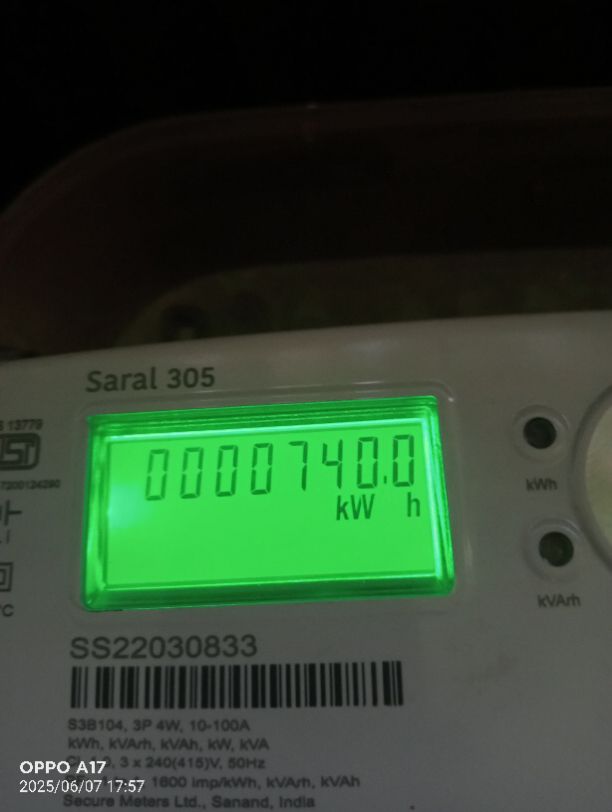 Saral 305
13779
0000740.0
kW h
kWh
kVArh
SS22030833
S3B104, 3P 4W, 10-100A
kWh, kVArh, kVAh, kW, kVA
3 x 240(415)V, 50Hz
1600 imp/kWh, kVArh, kVAh
Secure Meters Ltd., Sanand, India
OPPO A17
2025/06/07 17:57